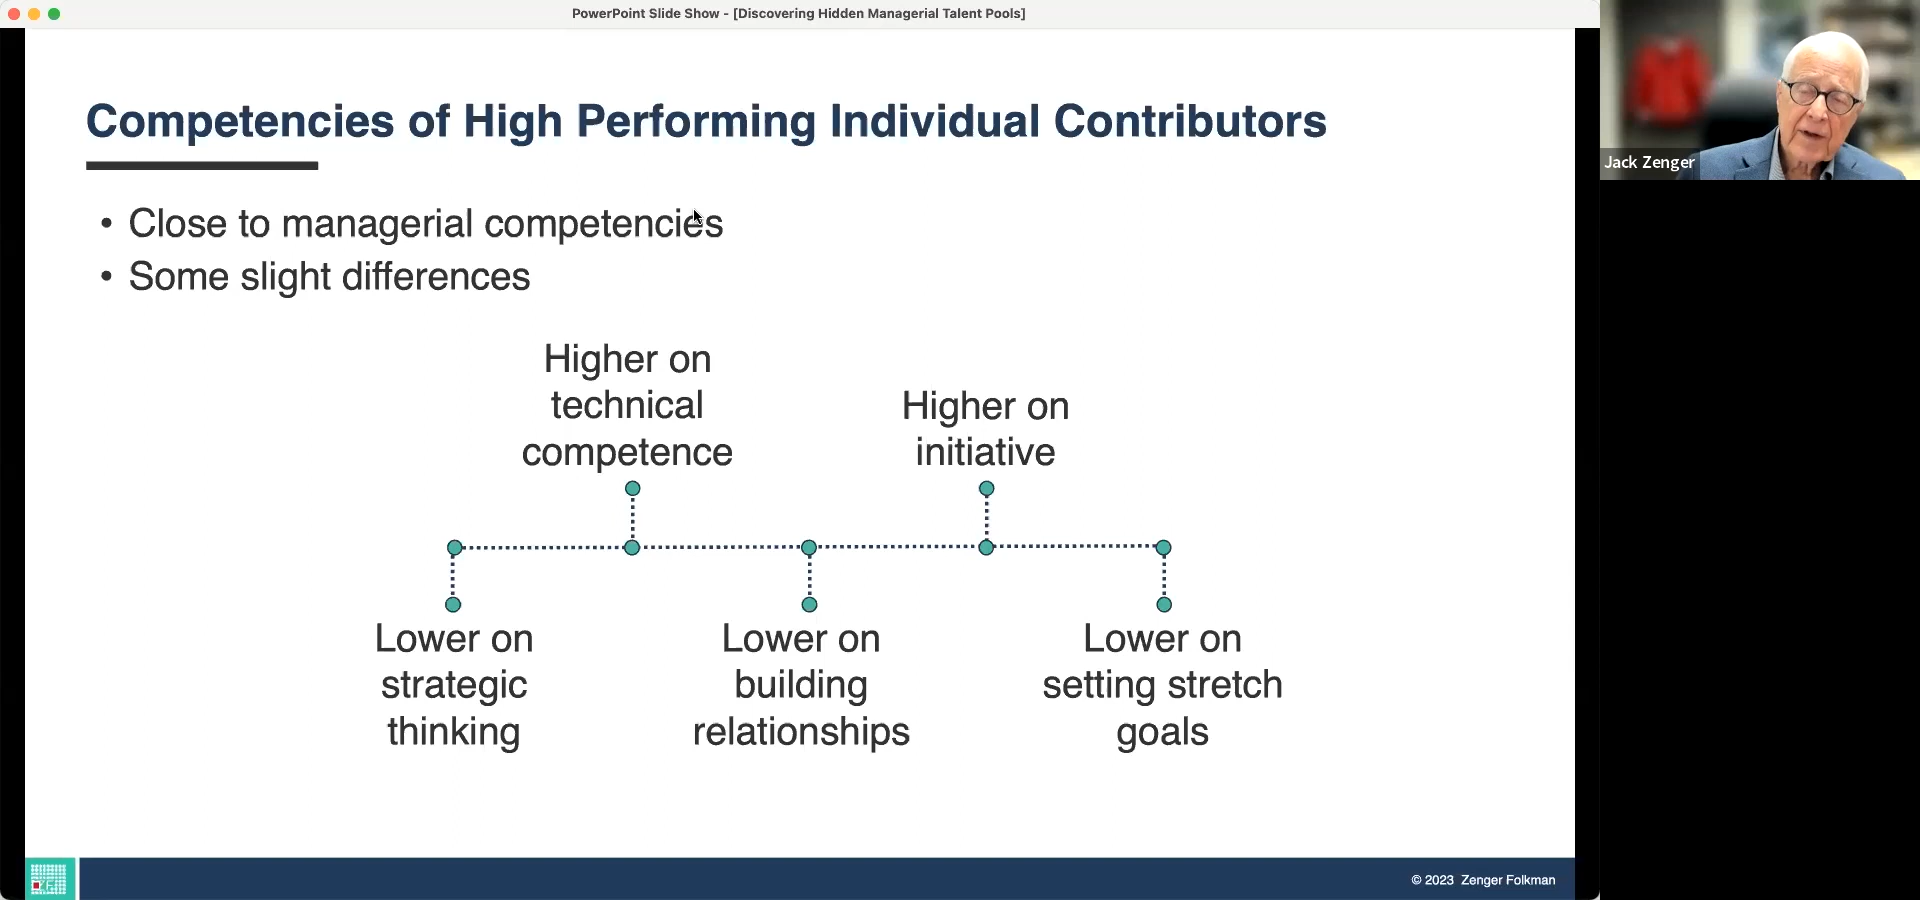 PowerPoint Slide Show - [Discovering Hidden Managerial Talent Pools]
Competencies of High Performing Individual Contributors
• Close to managerial competencies
• Some slight differences
Higher on
technical
competence
Higher on
initiative
Lower on
strategic
thinking
Lower on
building
relationships
Lower on
setting stretch
goals
© 2023 Zenger Folkman
Jack Zenger